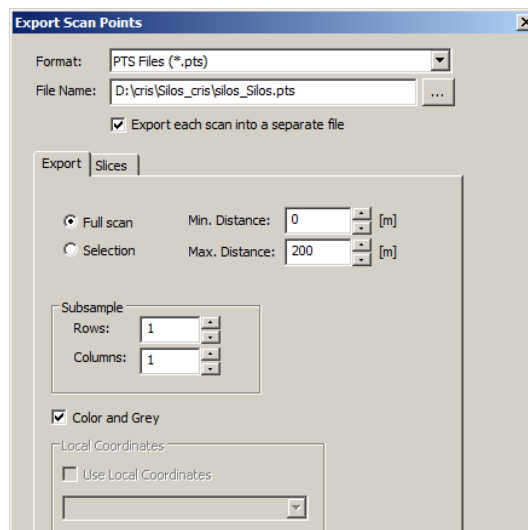 Export Scan Points
Format: PTS Files (*.pts)
File Name: D:\cris\Silos_cris\silos_Silos.pts ...
Export each scan into a separate file
Export Slices
Full scan Min. Distance: 0 [m]
Selection Max. Distance: 200 [m]
Subsample
Rows: 1
Columns: 1
Color and Grey
Local Coordinates
Use Local Coordinates